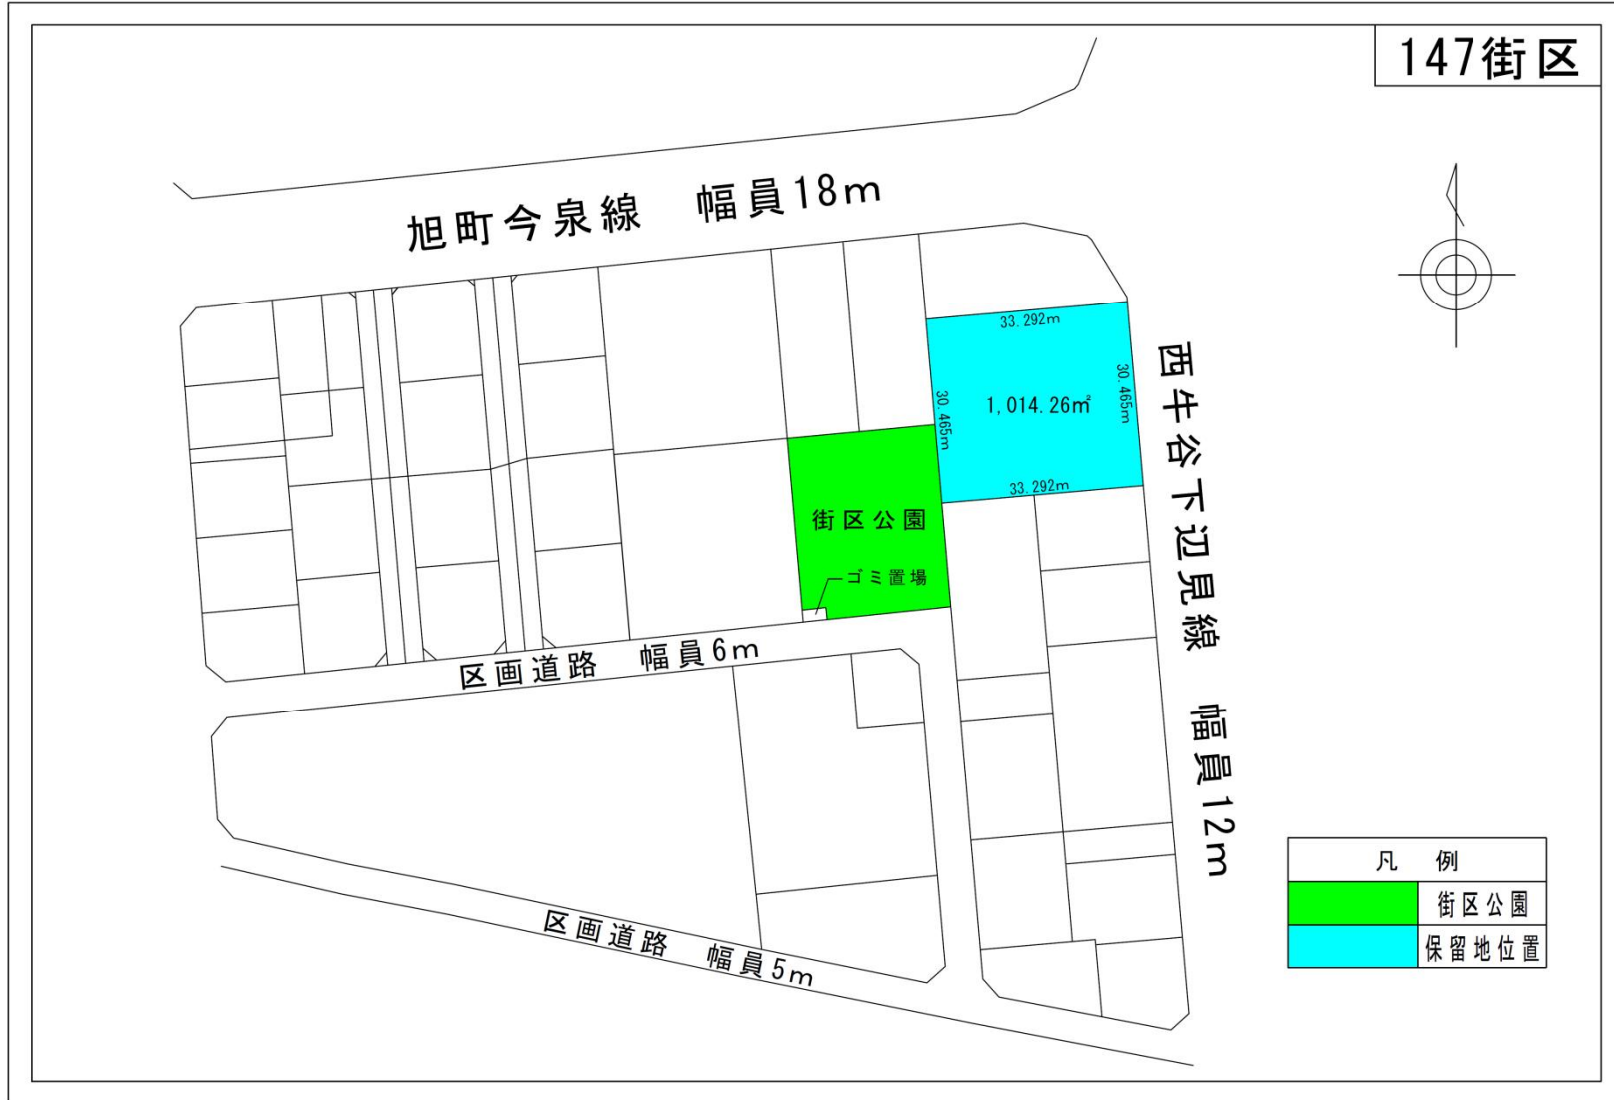 147街区
旭町今泉線 幅員18m
33.292m
30.465m
1,014.26㎡
30.465m
33.292m
西牛谷下辺見線 幅員12m
街区公園
ゴミ置場
区画道路 幅員6m
区画道路 幅員5m
凡例
街区公園
保留地位置